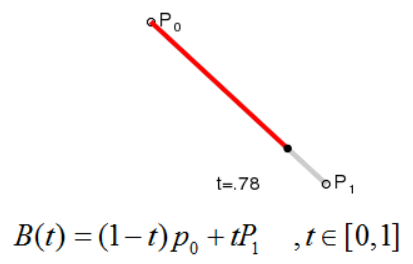 P₀
t=.78
P₁
B(t) = (1−t)p₀ + tP₁ , t ∈ [0,1]